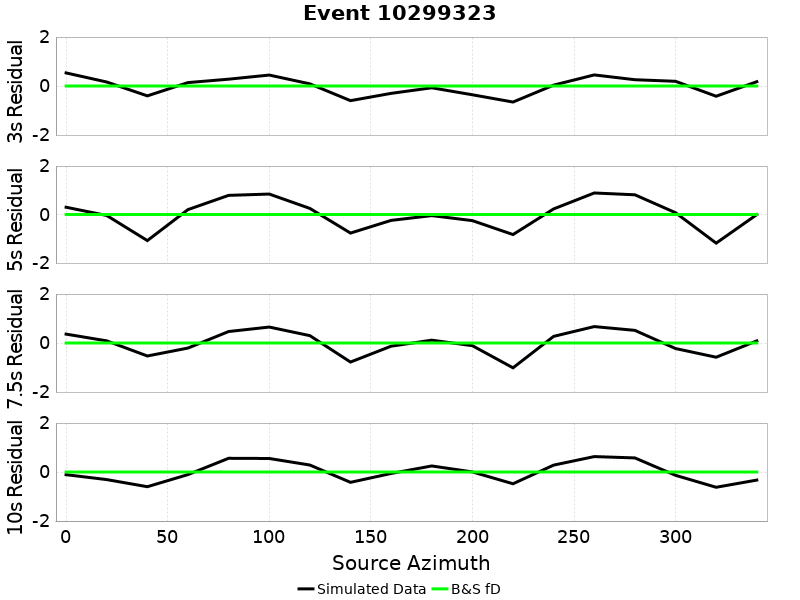 Event 10299323
3s Residual
2
0
-2
5s Residual
2
0
-2
7.5s Residual
2
0
-2
10s Residual
2
0
-2
0 50 100 150 200 250 300
Source Azimuth
Simulated Data B&S fD